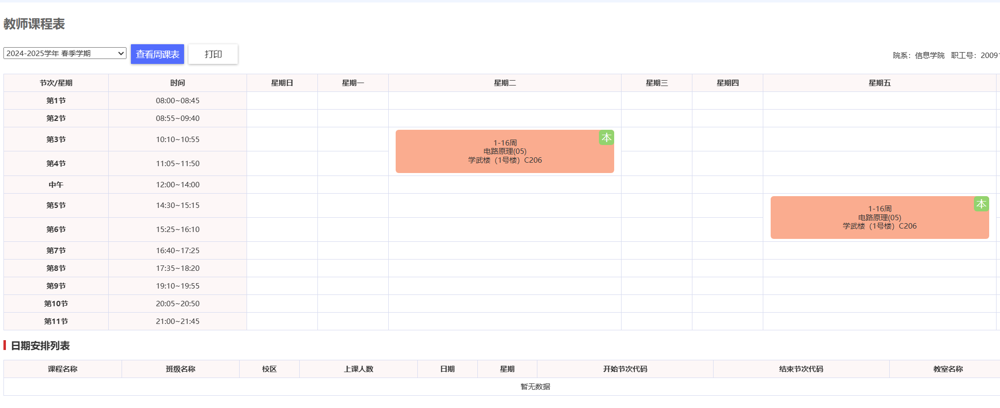 教师课程表
2024-2025学年 春季学期 查看周课表 打印 院系：信息学院 职工号：2009
节次/星期 时间 星期日 星期一 星期二 星期三 星期四 星期五
第1节 08:00~08:45
第2节 08:55~09:40
第3节 10:10~10:55
本
1-16周
电路原理(05)
学武楼（1号楼）C206
第4节 11:05~11:50
中午 12:00~14:00
第5节 14:30~15:15
本
1-16周
电路原理(05)
学武楼（1号楼）C206
第6节 15:25~16:10
第7节 16:40~17:25
第8节 17:35~18:20
第9节 19:10~19:55
第10节 20:05~20:50
第11节 21:00~21:45
日期安排列表
课程名称 班级名称 校区 上课人数 日期 星期 开始节次代码 结束节次代码 教室名称
暂无数据